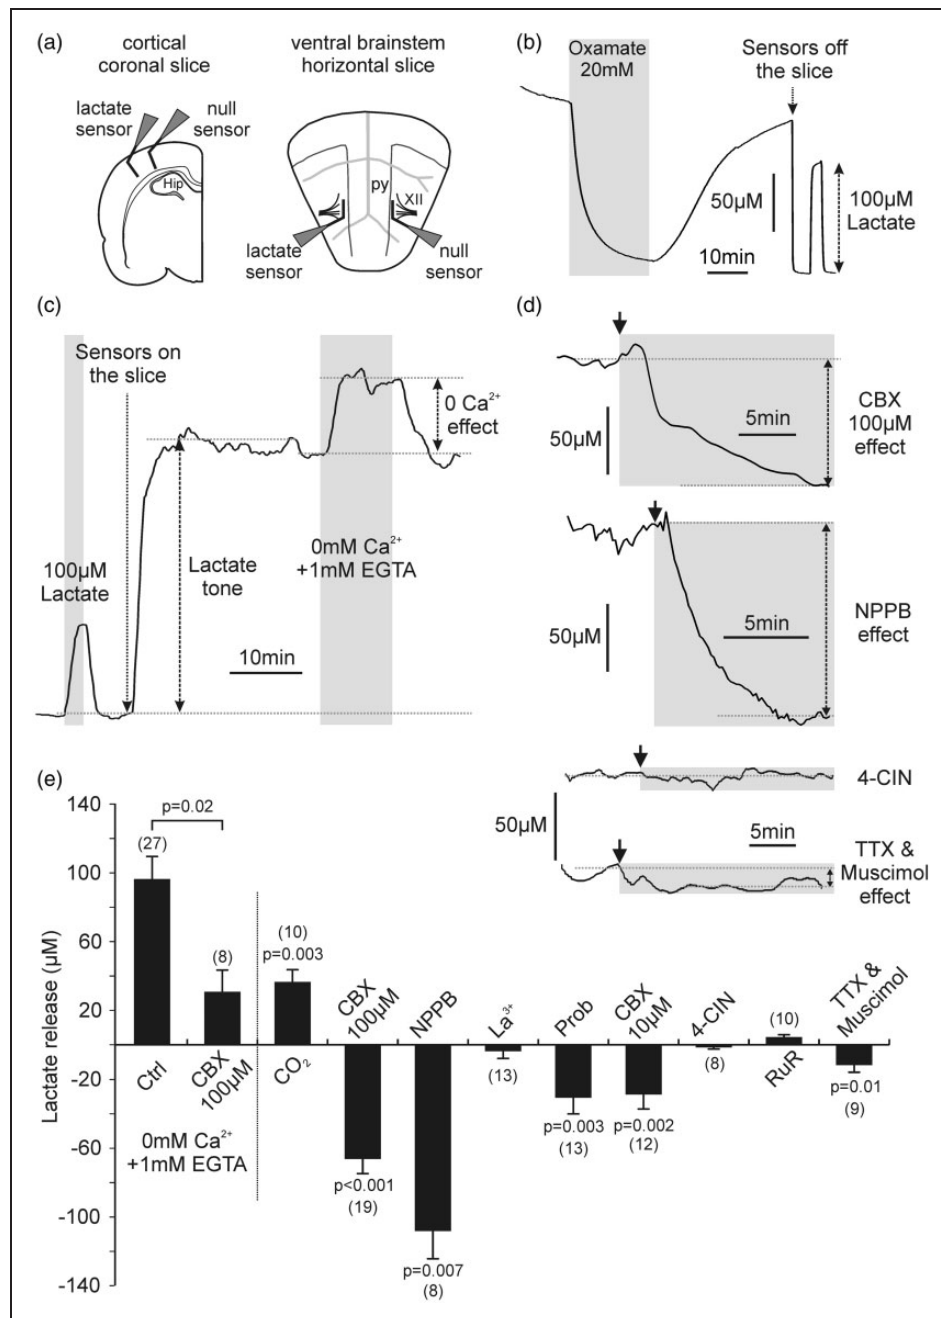 (a)
cortical
coronal slice
ventral brainstem
horizontal slice
lactate
sensor
null
sensor
Hip
py
XII
lactate
sensor
null
sensor
(b)
Oxamate
20mM
Sensors off
the slice
50µM
10min
100µM
Lactate
(c)
Sensors on
the slice
100µM
Lactate
Lactate
tone
10min
0 Ca²⁺
effect
0mM Ca²⁺
+1mM EGTA
(d)
50µM
5min
CBX
100µM
effect
50µM
5min
NPPB
effect
4-CIN
50µM
5min
TTX &
Muscimol
effect
(e)
Lactate release (µM)
140
100
60
20
-20
-60
-100
-140
p=0.02
(27)
(8)
(10)
p=0.003
Ctrl
CBX
100µM
0mM Ca²⁺
+1mM EGTA
CO₂
CBX
100µM
p<0.001
(19)
NPPB
p=0.007
(8)
La³⁺
(13)
Prob
p=0.003
(13)
CBX
10µM
p=0.002
(12)
4-CIN
(8)
(10)
RuR
TTX &
Muscimol
p=0.01
(9)